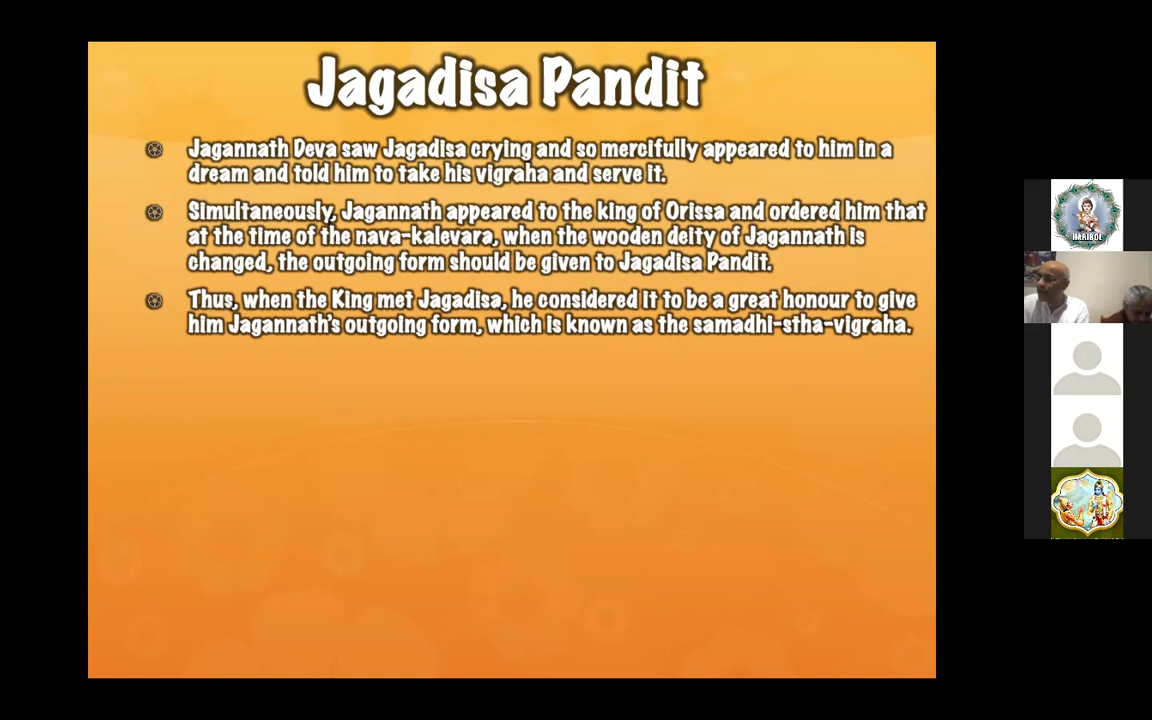 Jagadisa Pandit
Jagannath Deva saw Jagadisa crying and so mercifully appeared to him in a
dream and told him to take his vigraha and serve it.
Simultaneously, Jagannath appeared to the king of Orissa and ordered him that
at the time of the nava-kalevara, when the wooden deity of Jagannath is
changed, the outgoing form should be given to Jagadisa Pandit.
Thus, when the King met Jagadisa, he considered it to be a great honour to give
him Jagannath's outgoing form, which is known as the samadhi-stha-vigraha.
HARIBOL